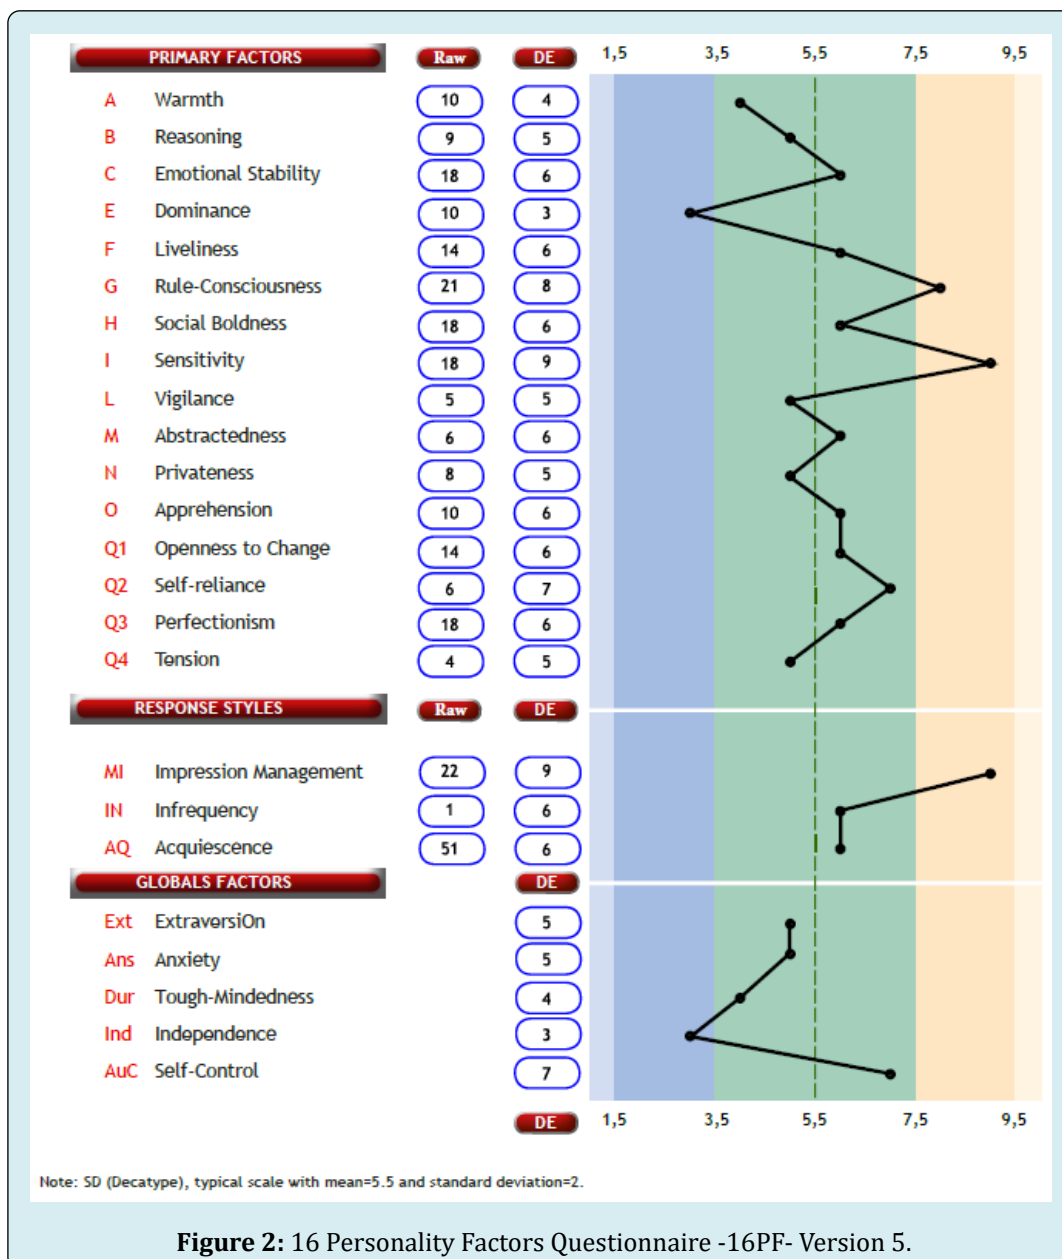 PRIMARY FACTORS Raw DE 1,5 3,5 5,5 7,5 9,5
A Warmth 10 4
B Reasoning 9 5
C Emotional Stability 18 6
E Dominance 10 3
F Liveliness 14 6
G Rule-Consciousness 21 8
H Social Boldness 18 6
I Sensitivity 18 9
L Vigilance 5 5
M Abstractedness 6 6
N Privateness 8 5
O Apprehension 10 6
Q1 Openness to Change 14 6
Q2 Self-reliance 6 7
Q3 Perfectionism 18 6
Q4 Tension 4 5
RESPONSE STYLES Raw DE
MI Impression Management 22 9
IN Infrequency 1 6
AQ Acquiescence 51 6
GLOBALS FACTORS DE
Ext ExtraversiOn 5
Ans Anxiety 5
Dur Tough-Mindedness 4
Ind Independence 3
AuC Self-Control 7
DE 1,5 3,5 5,5 7,5 9,5
Note: SD (Decatype), typical scale with mean=5.5 and standard deviation=2.
Figure 2: 16 Personality Factors Questionnaire -16PF- Version 5.